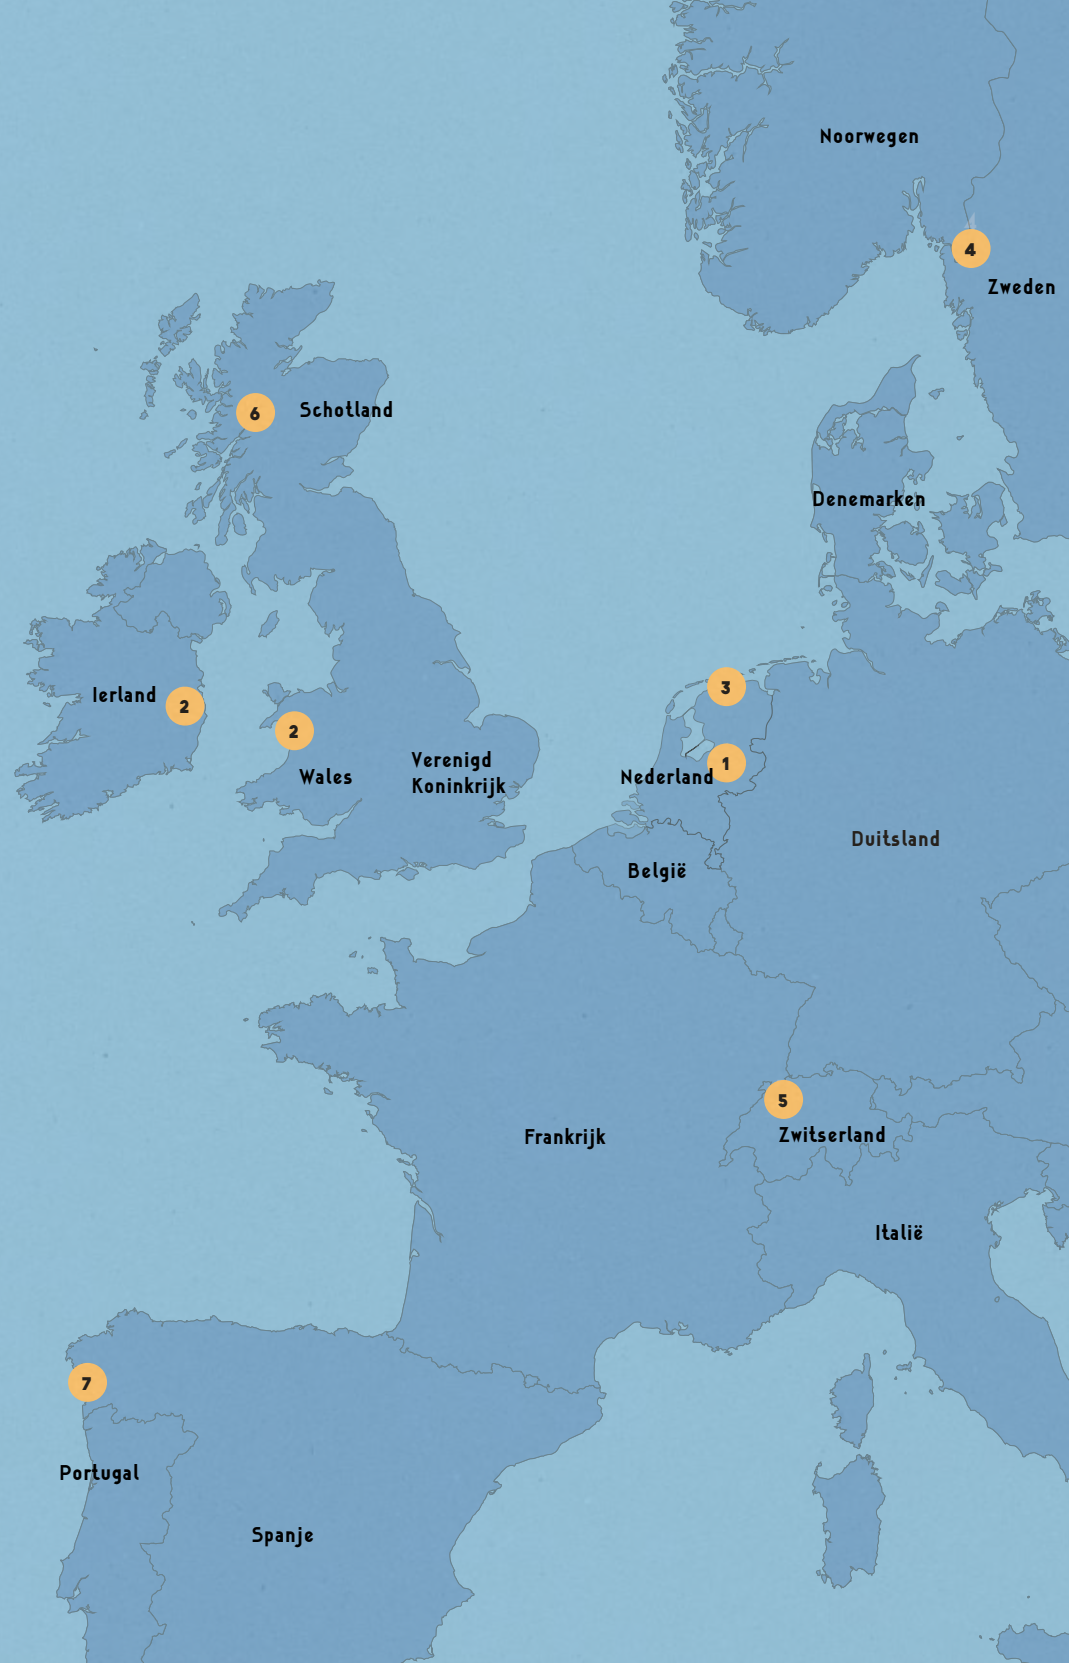 Noorwegen
4
Zweden
6
Schotland
Denemarken
3
Ierland
2
2
Verenigd
Koninkrijk
Wales
1
Nederland
Duitsland
België
5
Zwitserland
Frankrijk
Italië
7
Portugal
Spanje